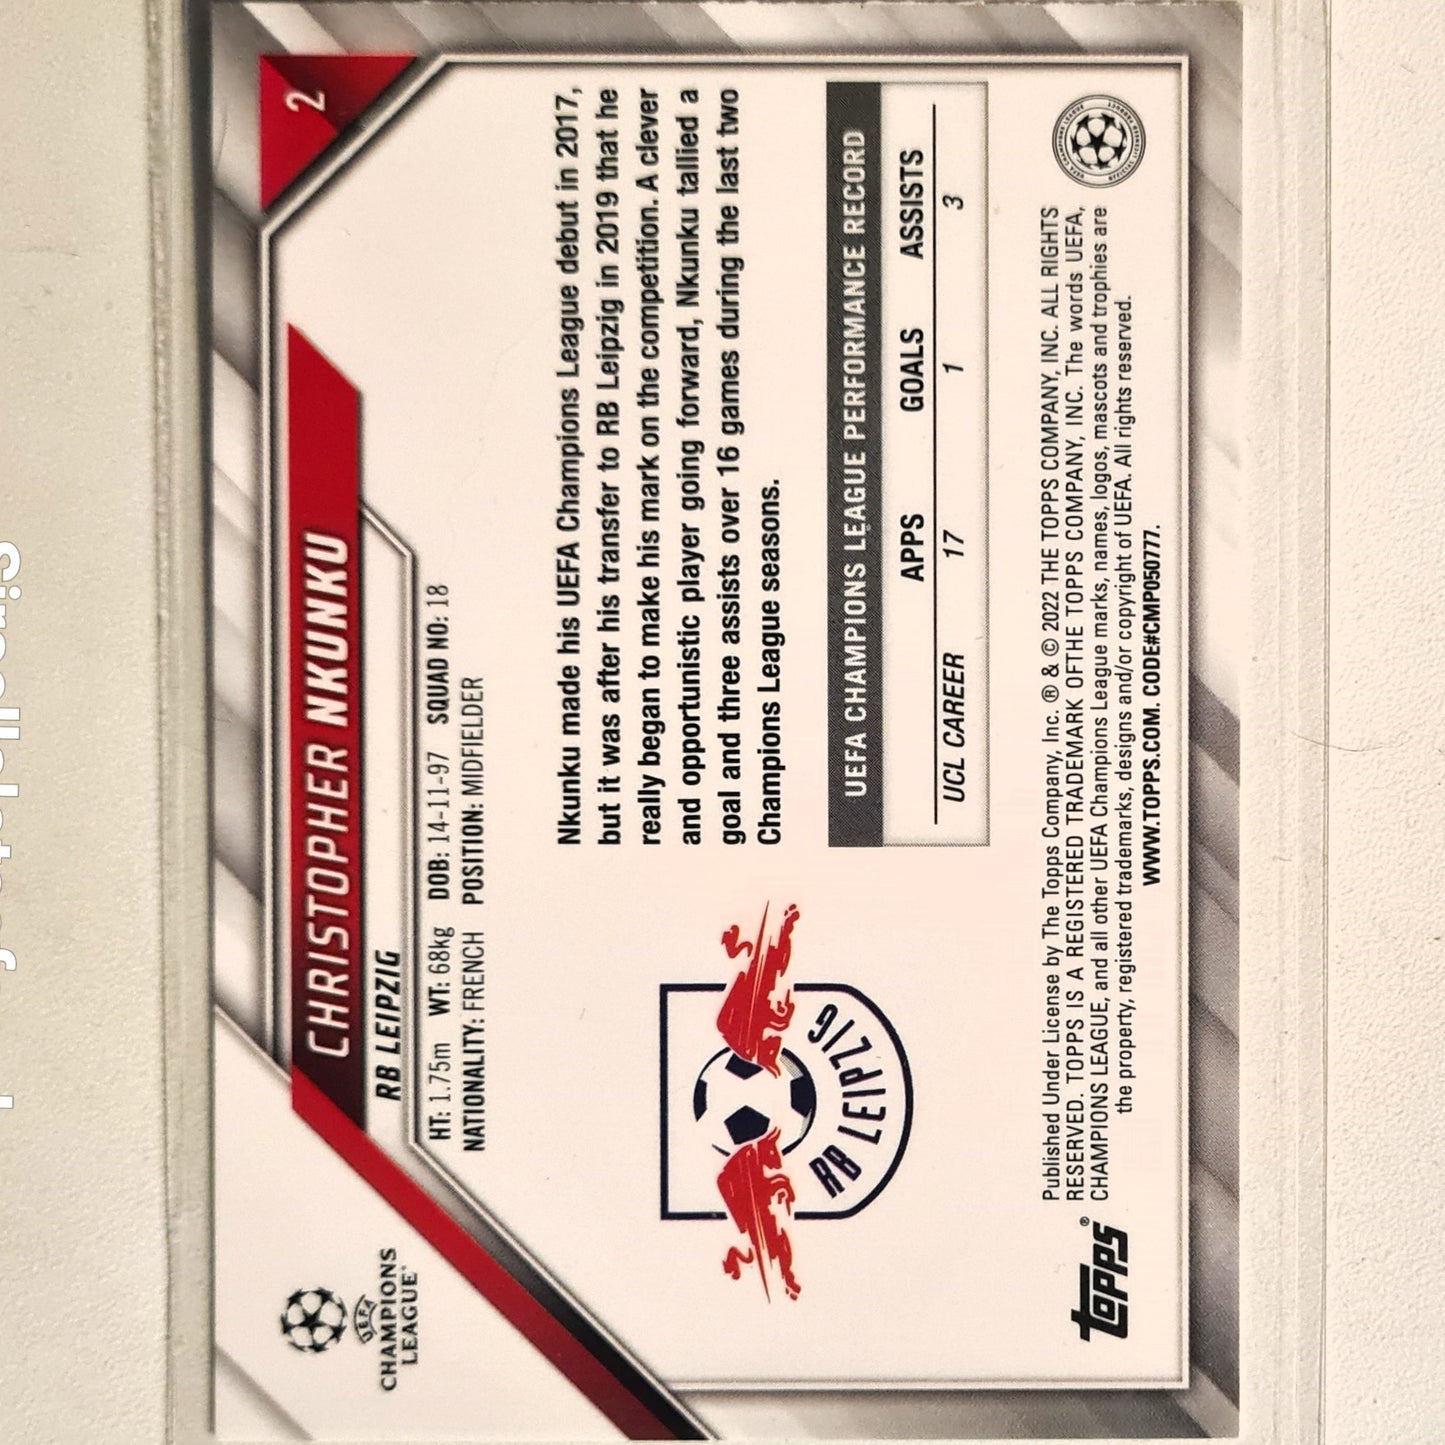 UEFA
CHAMPIONS
LEAGUE
CHRISTOPHER NKUNKU
2
RB LEIPZIG
HT: 1.75m WT: 68kg DOB: 14-11-97 SQUAD NO: 18
NATIONALITY: FRENCH POSITION: MIDFIELDER
Nkunku made his UEFA Champions League debut in 2017,
but it was after his transfer to RB Leipzig in 2019 that he
really began to make his mark on the competition. A clever
and opportunistic player going forward, Nkunku tallied a
goal and three assists over 16 games during the last two
Champions League seasons.
RB LEIPZIG
UEFA CHAMPIONS LEAGUE PERFORMANCE RECORD
APPS GOALS ASSISTS
UCL CAREER 17 1 3
topps®
Published Under License by The Topps Company, Inc. ® & © 2022 THE TOPPS COMPANY, INC. ALL RIGHTS
RESERVED. TOPPS IS A REGISTERED TRADEMARK OFTHE TOPPS COMPANY, INC. The words UEFA,
CHAMPIONS LEAGUE, and all other UEFA Champions League marks, names, logos, mascots and trophies are
the property, registered trademarks, designs and/or copyright of UEFA. All rights reserved.
WWW.TOPPS.COM. CODE#CMP050777.